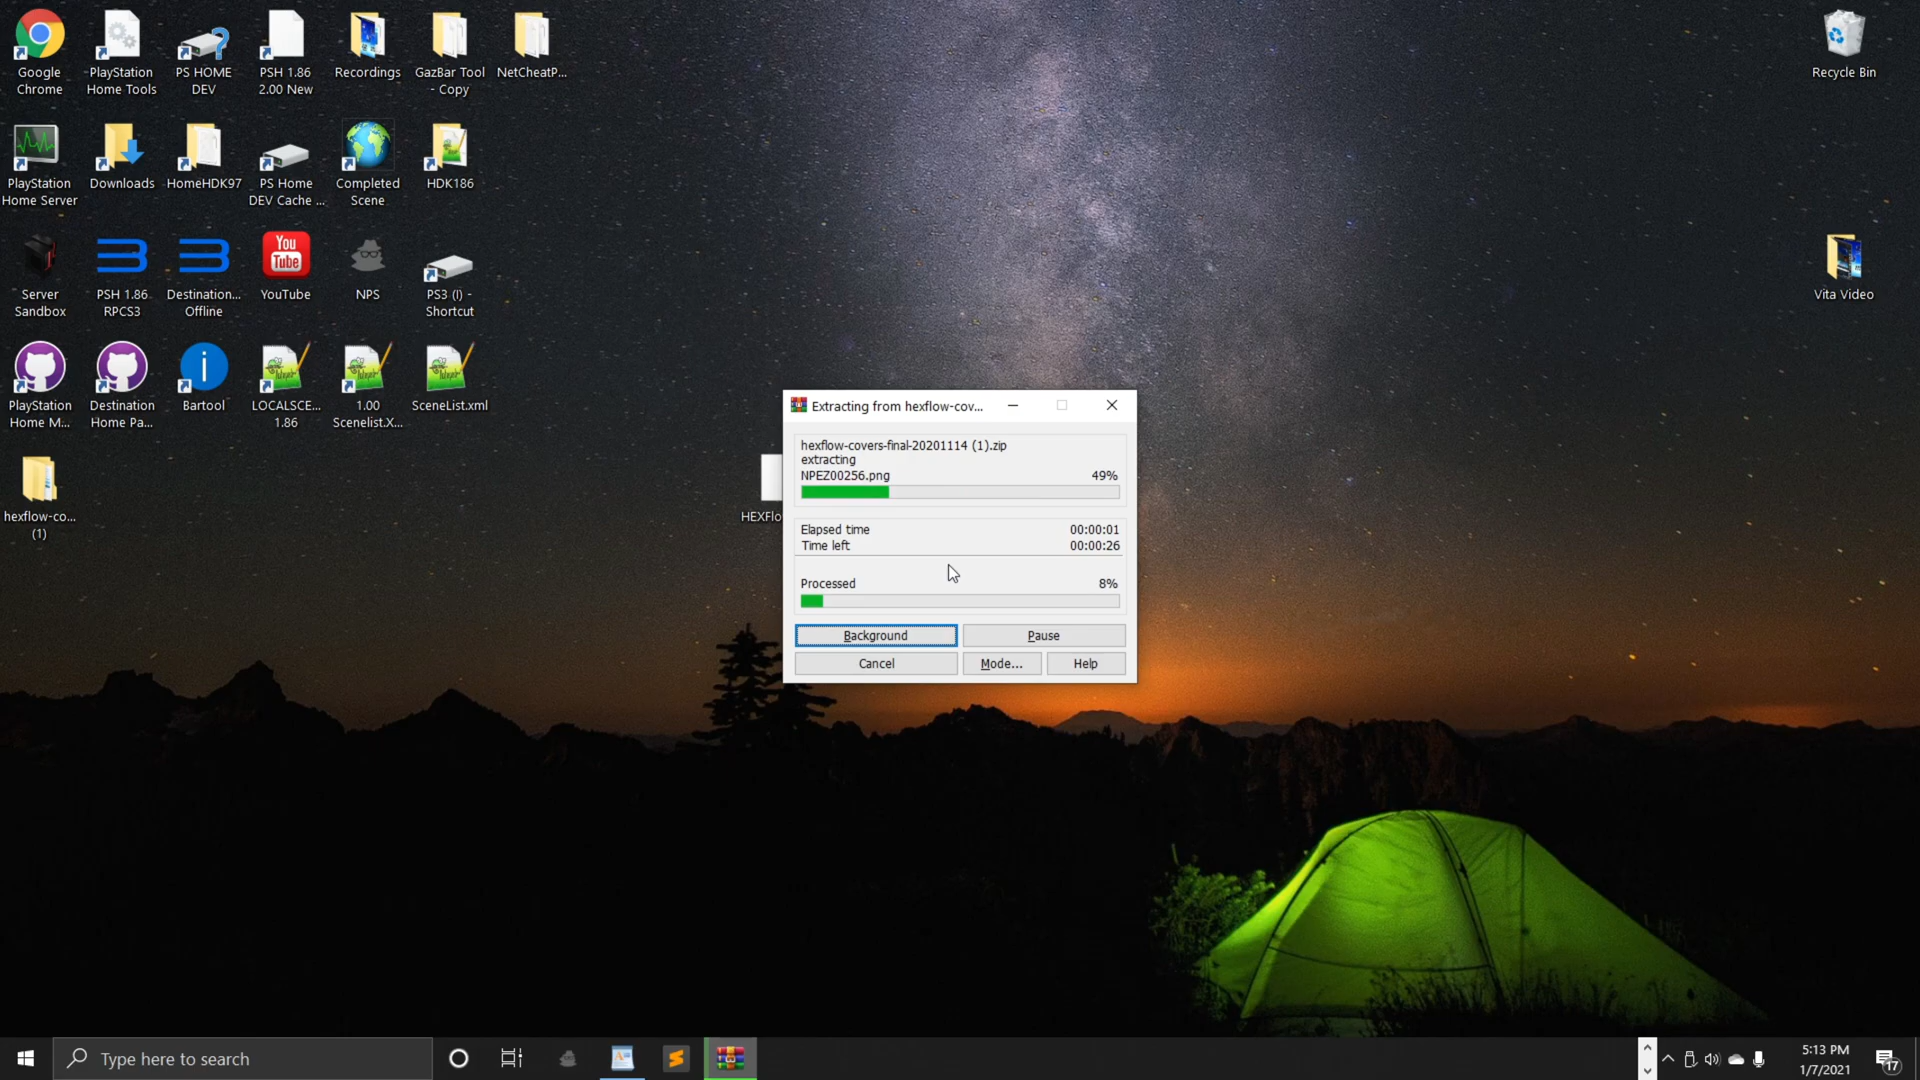 Google
Chrome
PlayStation
Home Tools
PS HOME
DEV
PSH 1.86
2.00 New
Recordings
GazBar Tool
- Copy
NetCheatP...
Recycle Bin
PlayStation
Home Server
Downloads
HomeHDK97
PS Home
DEV Cache ...
Completed
Scene
HDK186
Server
Sandbox
PSH 1.86
RPCS3
Destination...
Offline
You
Tube
YouTube
NPS
PS3 (I) -
Shortcut
Vita Video
PlayStation
Home M...
Destination
Home Pa...
Bartool
LOCALSCE...
1.86
1.00
Scenelist.X...
SceneList.xml
hexflow-co...
(1)
HEXFlo
Extracting from hexflow-cov...
hexflow-covers-final-20201114 (1).zip
extracting
NPEZ00256.png 49%
Elapsed time 00:00:01
Time left 00:00:26
Processed 8%
Background Pause
Cancel Mode... Help
Type here to search
5:13 PM
1/7/2021
17